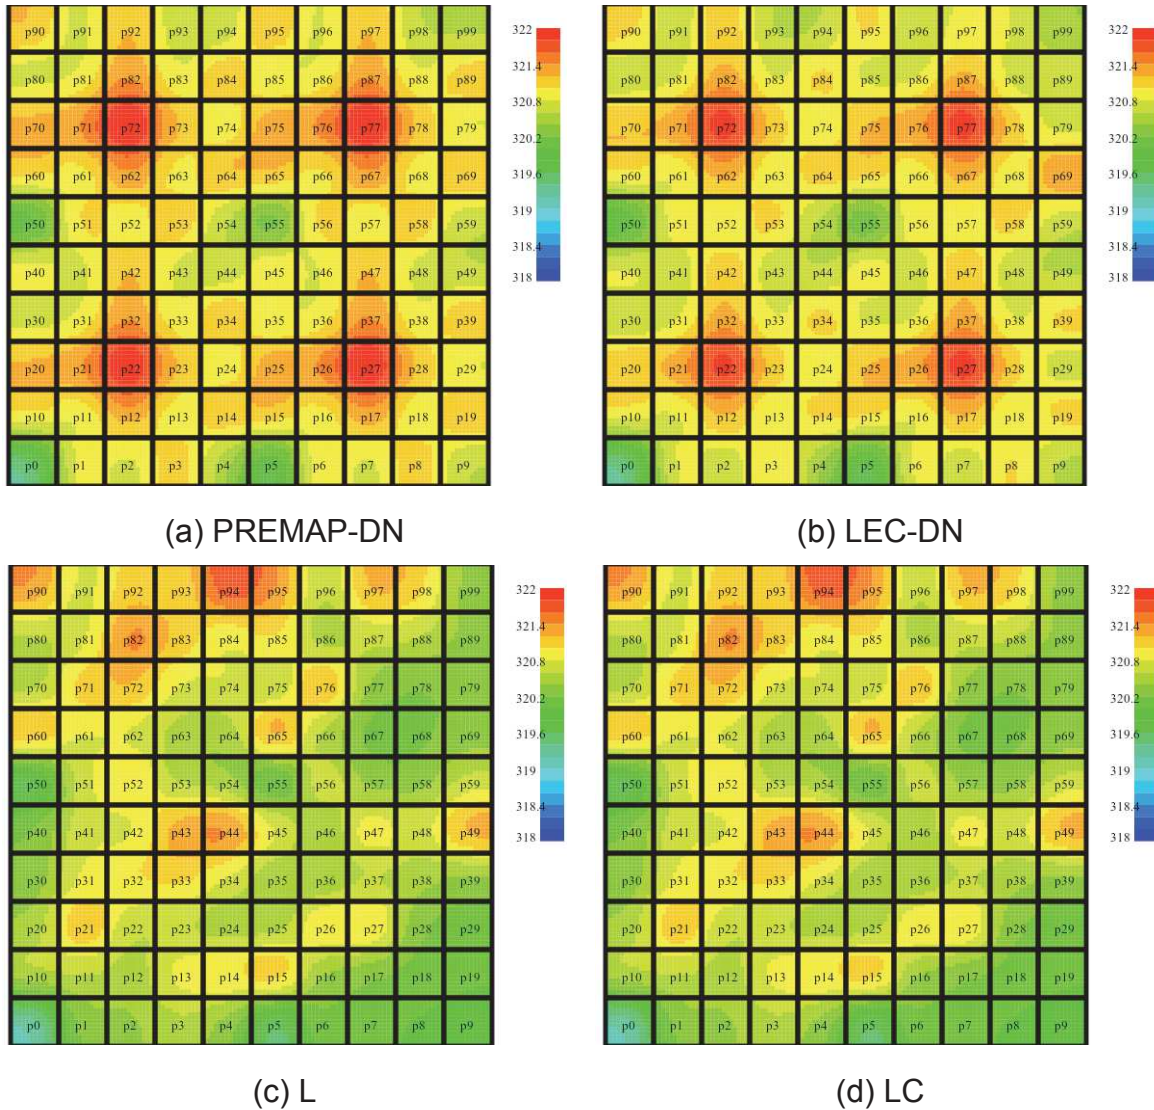 p90 p91 p92 p93 p94 p95 p96 p97 p98 p99
p80 p81 p82 p83 p84 p85 p86 p87 p88 p89
p70 p71 p72 p73 p74 p75 p76 p77 p78 p79
p60 p61 p62 p63 p64 p65 p66 p67 p68 p69
p50 p51 p52 p53 p54 p55 p56 p57 p58 p59
p40 p41 p42 p43 p44 p45 p46 p47 p48 p49
p30 p31 p32 p33 p34 p35 p36 p37 p38 p39
p20 p21 p22 p23 p24 p25 p26 p27 p28 p29
p10 p11 p12 p13 p14 p15 p16 p17 p18 p19
p0 p1 p2 p3 p4 p5 p6 p7 p8 p9
322
321.4
320.8
320.2
319.6
319
318.4
318
(a) PREMAP-DN
p90 p91 p92 p93 p94 p95 p96 p97 p98 p99
p80 p81 p82 p83 p84 p85 p86 p87 p88 p89
p70 p71 p72 p73 p74 p75 p76 p77 p78 p79
p60 p61 p62 p63 p64 p65 p66 p67 p68 p69
p50 p51 p52 p53 p54 p55 p56 p57 p58 p59
p40 p41 p42 p43 p44 p45 p46 p47 p48 p49
p30 p31 p32 p33 p34 p35 p36 p37 p38 p39
p20 p21 p22 p23 p24 p25 p26 p27 p28 p29
p10 p11 p12 p13 p14 p15 p16 p17 p18 p19
p0 p1 p2 p3 p4 p5 p6 p7 p8 p9
322
321.4
320.8
320.2
319.6
319
318.4
318
(b) LEC-DN
p90 p91 p92 p93 p94 p95 p96 p97 p98 p99
p80 p81 p82 p83 p84 p85 p86 p87 p88 p89
p70 p71 p72 p73 p74 p75 p76 p77 p78 p79
p60 p61 p62 p63 p64 p65 p66 p67 p68 p69
p50 p51 p52 p53 p54 p55 p56 p57 p58 p59
p40 p41 p42 p43 p44 p45 p46 p47 p48 p49
p30 p31 p32 p33 p34 p35 p36 p37 p38 p39
p20 p21 p22 p23 p24 p25 p26 p27 p28 p29
p10 p11 p12 p13 p14 p15 p16 p17 p18 p19
p0 p1 p2 p3 p4 p5 p6 p7 p8 p9
322
321.4
320.8
320.2
319.6
319
318.4
318
(c) L
p90 p91 p92 p93 p94 p95 p96 p97 p98 p99
p80 p81 p82 p83 p84 p85 p86 p87 p88 p89
p70 p71 p72 p73 p74 p75 p76 p77 p78 p79
p60 p61 p62 p63 p64 p65 p66 p67 p68 p69
p50 p51 p52 p53 p54 p55 p56 p57 p58 p59
p40 p41 p42 p43 p44 p45 p46 p47 p48 p49
p30 p31 p32 p33 p34 p35 p36 p37 p38 p39
p20 p21 p22 p23 p24 p25 p26 p27 p28 p29
p10 p11 p12 p13 p14 p15 p16 p17 p18 p19
p0 p1 p2 p3 p4 p5 p6 p7 p8 p9
322
321.4
320.8
320.2
319.6
319
318.4
318
(d) LC